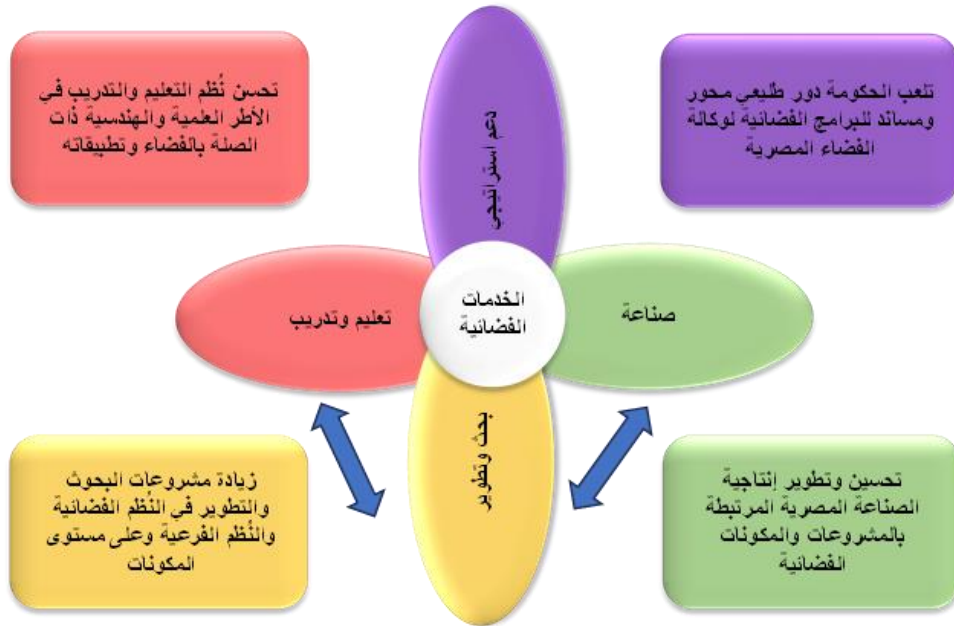 تلعب الحكومة دور طليعي محور
ومساند للبرامج الفضائية لوكالة
الفضاء المصرية
دعم استراتيجي
تحسن نُظم التعليم والتدريب في
الأطر العلمية والهندسية ذات
الصلة بالفضاء وتطبيقاته
صناعة
الخدمات
الفضائية
تعليم وتدريب
بحث وتطوير
تحسين وتطوير إنتاجية
الصناعة المصرية المرتبطة
بالمشروعات والمكونات
الفضائية
زيادة مشروعات البحوث
والتطوير في النُظم الفضائية
والنُظم الفرعية وعلى مستوى
المكونات